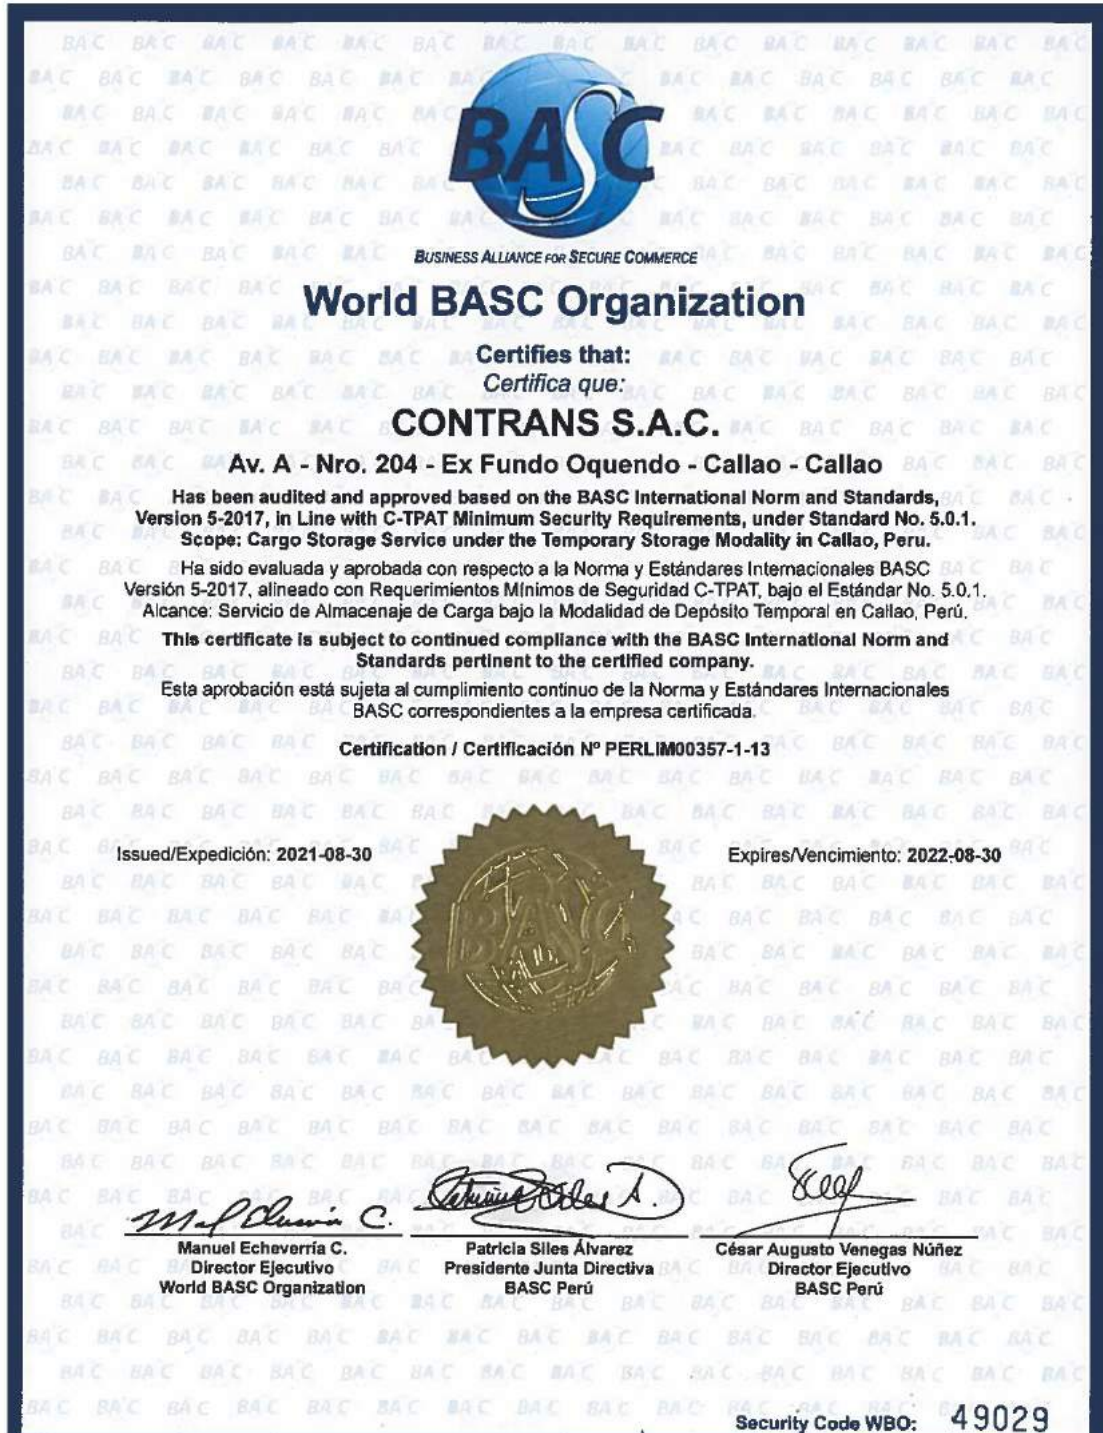 BASC
BUSINESS ALLIANCE FOR SECURE COMMERCE
World BASC Organization
Certifies that:
Certifica que:
CONTRANS S.A.C.
Av. A - Nro. 204 - Ex Fundo Oquendo - Callao - Callao
Has been audited and approved based on the BASC International Norm and Standards,
Version 5-2017, in Line with C-TPAT Minimum Security Requirements, under Standard No. 5.0.1.
Scope: Cargo Storage Service under the Temporary Storage Modality in Callao, Peru.
Ha sido evaluada y aprobada con respecto a la Norma y Estándares Internacionales BASC
Versión 5-2017, alineado con Requerimientos Mínimos de Seguridad C-TPAT, bajo el Estándar No. 5.0.1.
Alcance: Servicio de Almacenaje de Carga bajo la Modalidad de Depósito Temporal en Callao, Perú.
This certificate is subject to continued compliance with the BASC International Norm and
Standards pertinent to the certified company.
Esta aprobación está sujeta al cumplimiento continuo de la Norma y Estándares Internacionales
BASC correspondientes a la empresa certificada.
Certification / Certificación Nº PERLIM00357-1-13
Issued/Expedición: 2021-08-30
Expires/Vencimiento: 2022-08-30
BASC
Manuel Echeverría C.
Director Ejecutivo
World BASC Organization
Patricia Siles Álvarez
Presidente Junta Directiva
BASC Perú
César Augusto Venegas Núñez
Director Ejecutivo
BASC Perú
Security Code WBO: 49029